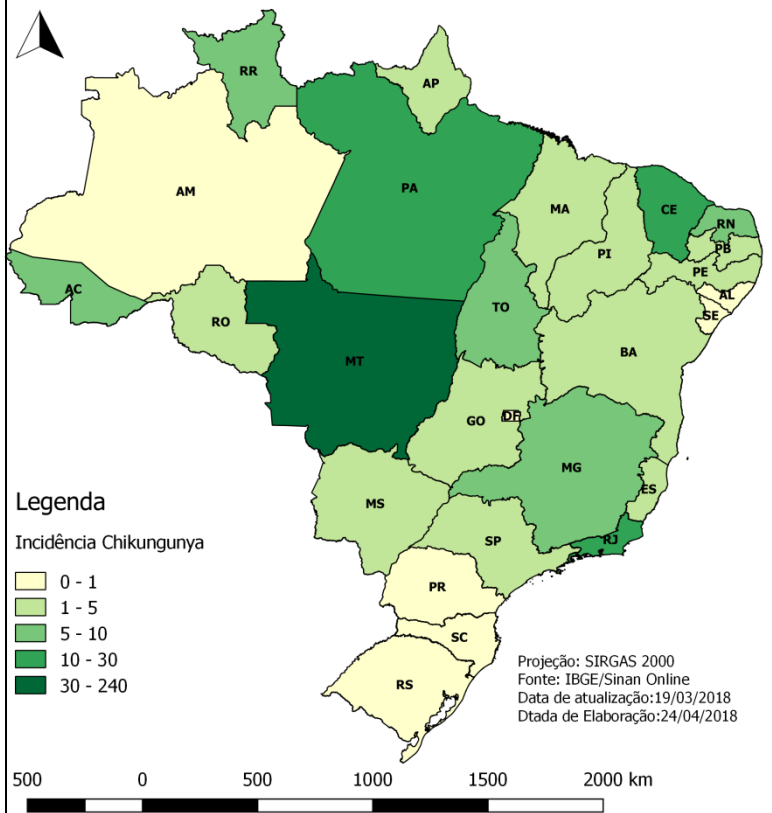 RR
AP
AM
PA
MA
CE
RN
PB
PI
PE
AL
SE
AC
RO
TO
BA
MT
GO
DF
MG
ES
MS
SP
RJ
PR
SC
RS
Legenda
Incidência Chikungunya
0 - 1
1 - 5
5 - 10
10 - 30
30 - 240
Projeção: SIRGAS 2000
Fonte: IBGE/Sinan Online
Data de atualização:19/03/2018
Dtada de Elaboração:24/04/2018
500 0 500 1000 1500 2000 km